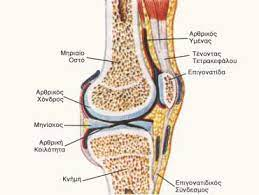 Αρθρικός
Υμένας
Μηριαίο
Οστό
Τένοντας
Τετρακεφάλου
Επιγονατίδα
Αρθρικός
Χόνδρος
Μηνίσκος
Αρθρική
Κοιλότητα
Κνήμη
Επιγονατιδικός
Σύνδεσμος